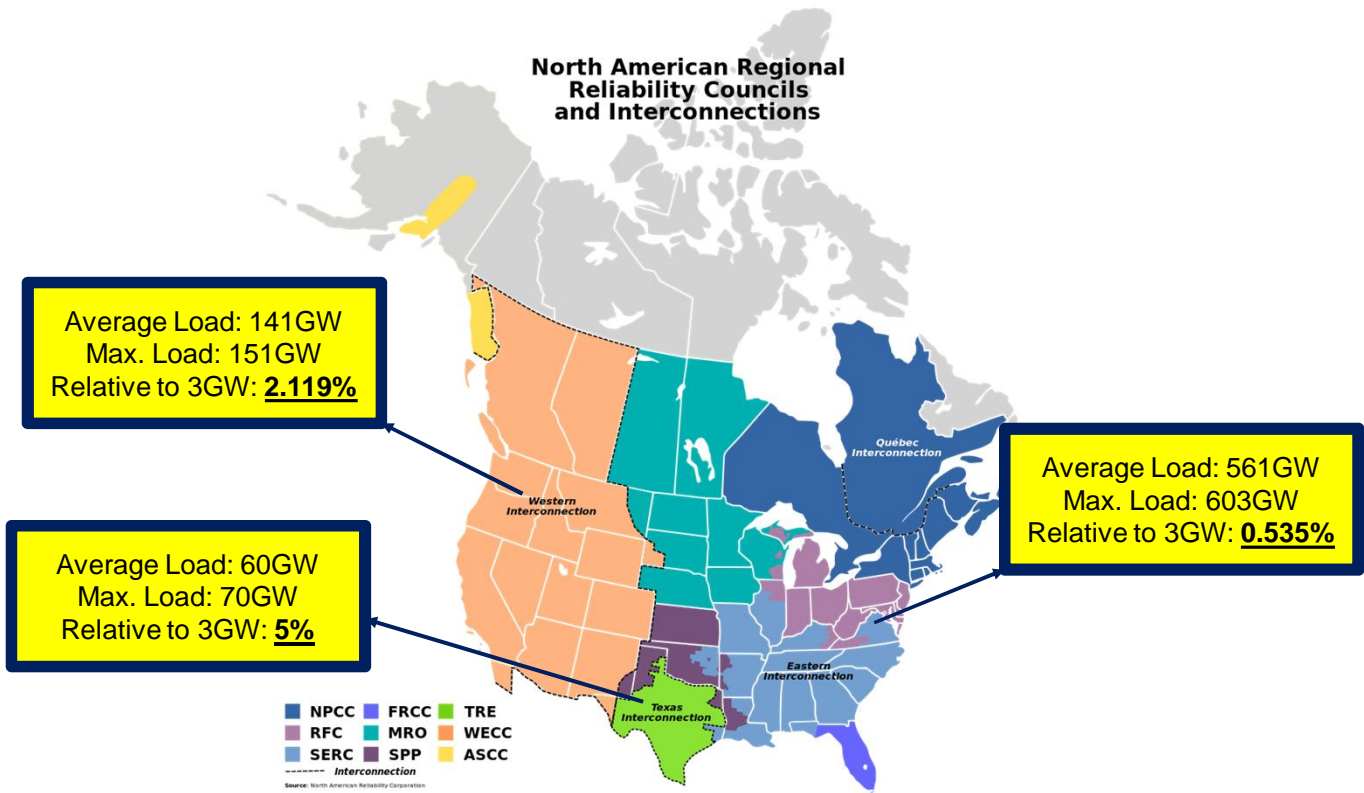 North American Regional
Reliability Councils
and Interconnections
Average Load: 141GW
Max. Load: 151GW
Relative to 3GW: 2.119%
Québec
Interconnection
Average Load: 561GW
Max. Load: 603GW
Relative to 3GW: 0.535%
Western
Interconnection
Average Load: 60GW
Max. Load: 70GW
Relative to 3GW: 5%
Eastern
Interconnection
Texas
Interconnection
NPCC FRCC TRE
RFC MRO WECC
SERC SPP ASCC
Interconnection
Source: North American Reliability Corporation